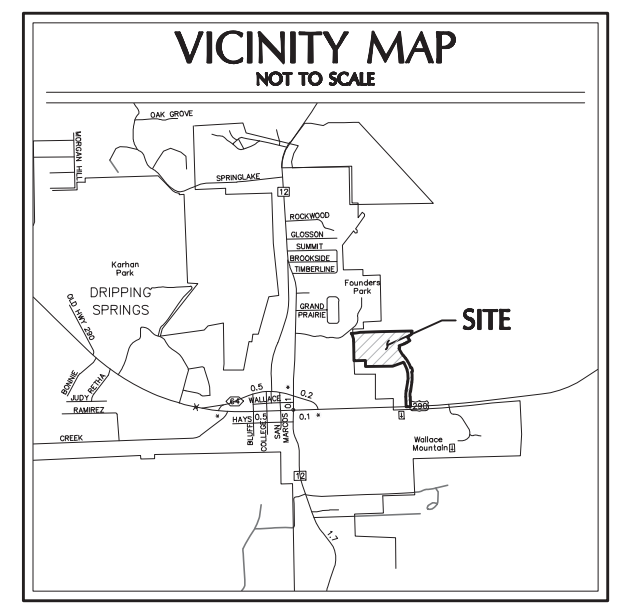 VICINITY MAP
NOT TO SCALE
OAK GROVE
MORGAN HILL
SPRINGLAKE
12
ROCKWOOD
GLOSSON
SUMMIT
BROOKSIDE
TIMBERLINE
Karhan
Park
Founders
Park
DRIPPING
SPRINGS
GRAND
PRAIRIE
OLD HWY 290
SITE
BONNIE
RETHA
JUDY
RAMIREZ
CREEK
0.5
64
WALLACE
0.1
*
0.2
X
*
HAYS
0.5
0.1
*
BLUFF
COLLEGE
SAN
MARCOS
290
Wallace
Mountain
12
1.7